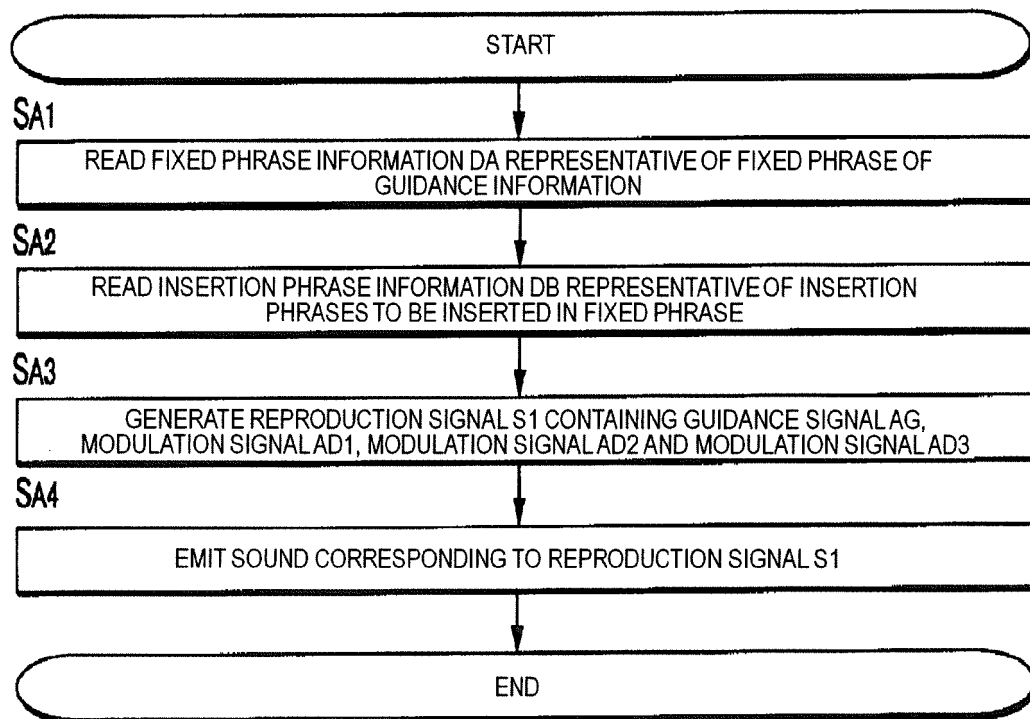 START
SA1
READ FIXED PHRASE INFORMATION DA REPRESENTATIVE OF FIXED PHRASE OF
GUIDANCE INFORMATION
SA2
READ INSERTION PHRASE INFORMATION DB REPRESENTATIVE OF INSERTION
PHRASES TO BE INSERTED IN FIXED PHRASE
SA3
GENERATE REPRODUCTION SIGNAL S1 CONTAINING GUIDANCE SIGNAL AG,
MODULATION SIGNAL AD1, MODULATION SIGNAL AD2 AND MODULATION SIGNAL AD3
SA4
EMIT SOUND CORRESPONDING TO REPRODUCTION SIGNAL S1
END